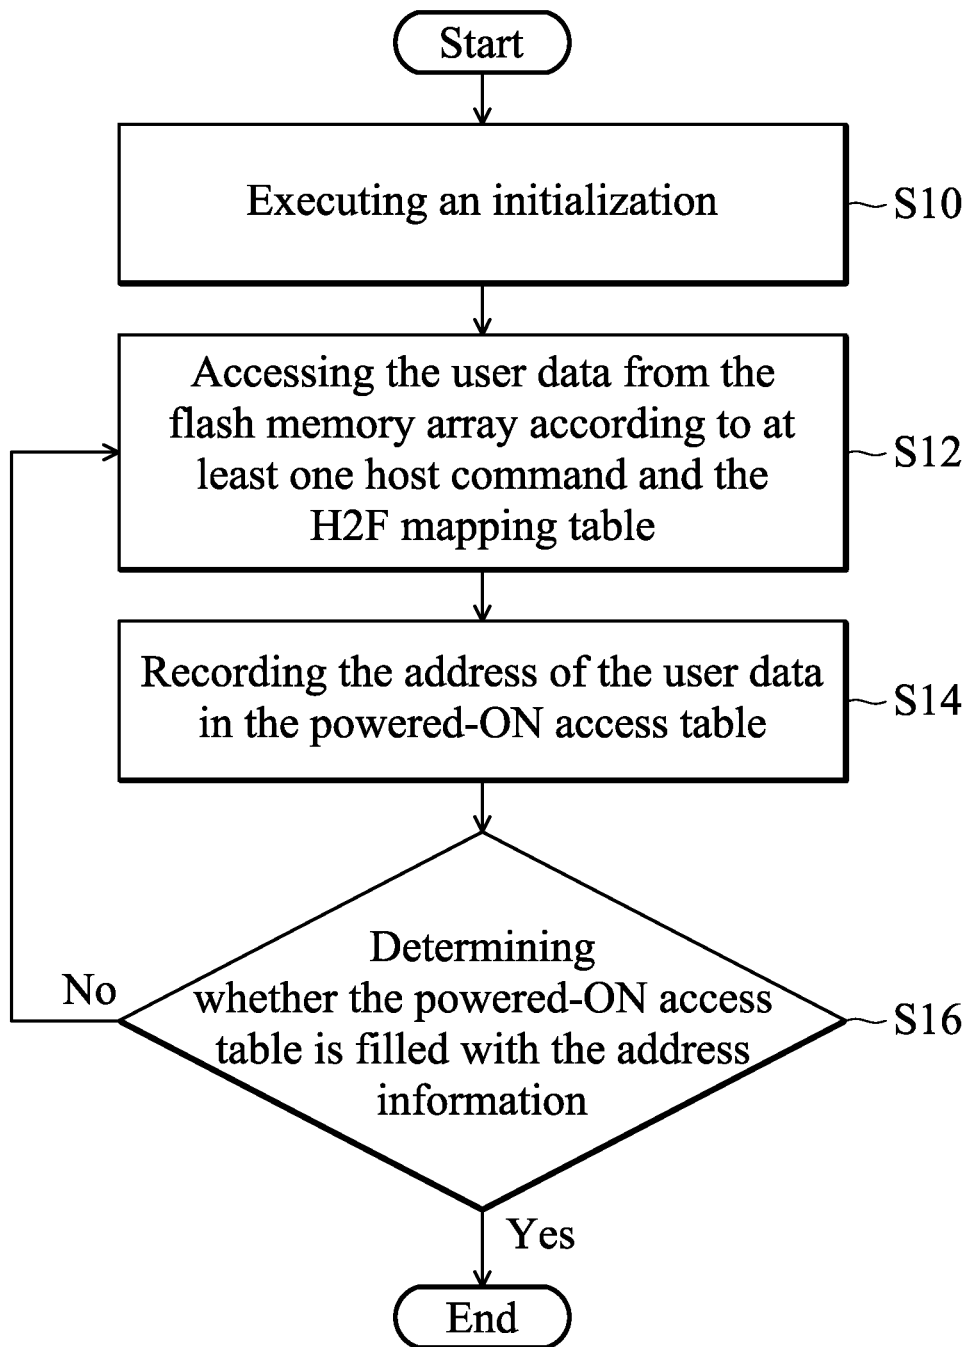 Start
Executing an initialization
S10
Accessing the user data from the
flash memory array according to at
least one host command and the
H2F mapping table
S12
Recording the address of the user data
in the powered-ON access table
S14
Determining
whether the powered-ON access
table is filled with the address
information
S16
No
Yes
End